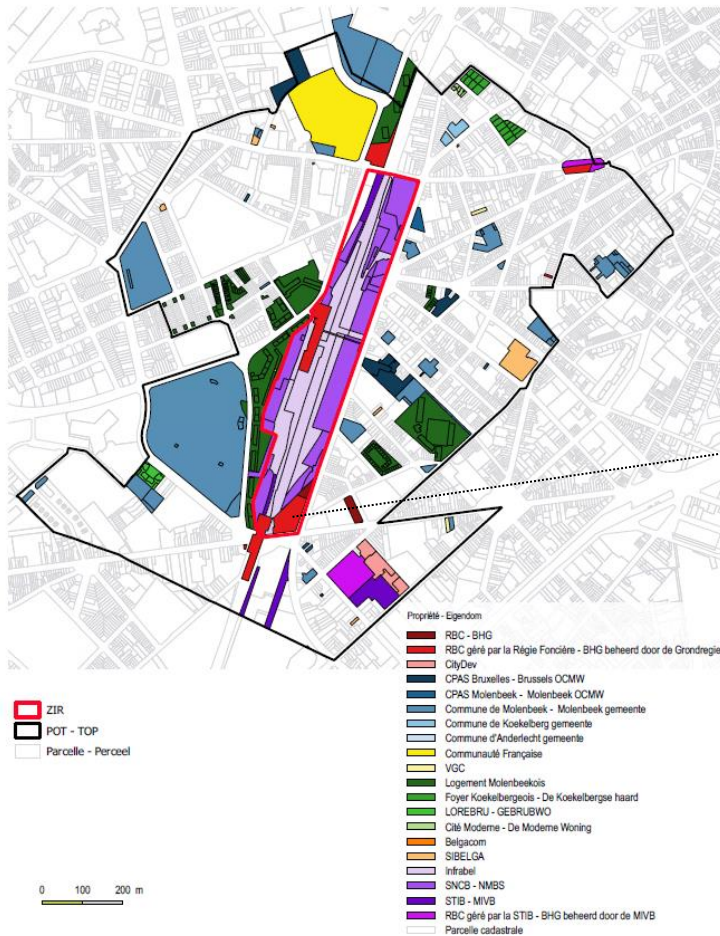 Propriété - Eigendom
RBC - BHG
RBC géré par la Régie Foncière - BHG beheerd door de Grondregie
CityDev
CPAS Bruxelles - Brussels OCMW
CPAS Molenbeek - Molenbeek OCMW
Commune de Molenbeek - Molenbeek gemeente
Commune de Koekelberg gemeente
Commune d'Anderlecht gemeente
Communauté Française
VGC
Logement Molenbeekois
Foyer Koekelbergeois - De Koekelbergse haard
LOREBRU - GEBRUBWO
Cité Moderne - De Moderne Woning
Belgacom
SIBELGA
Infrabel
SNCB - NMBS
STIB - MIVB
RBC géré par la STIB - BHG beheerd door de MIVB
Parcelle cadastrale
ZIR
POT - TOP
Parcelle - Perceel
0 100 200 m